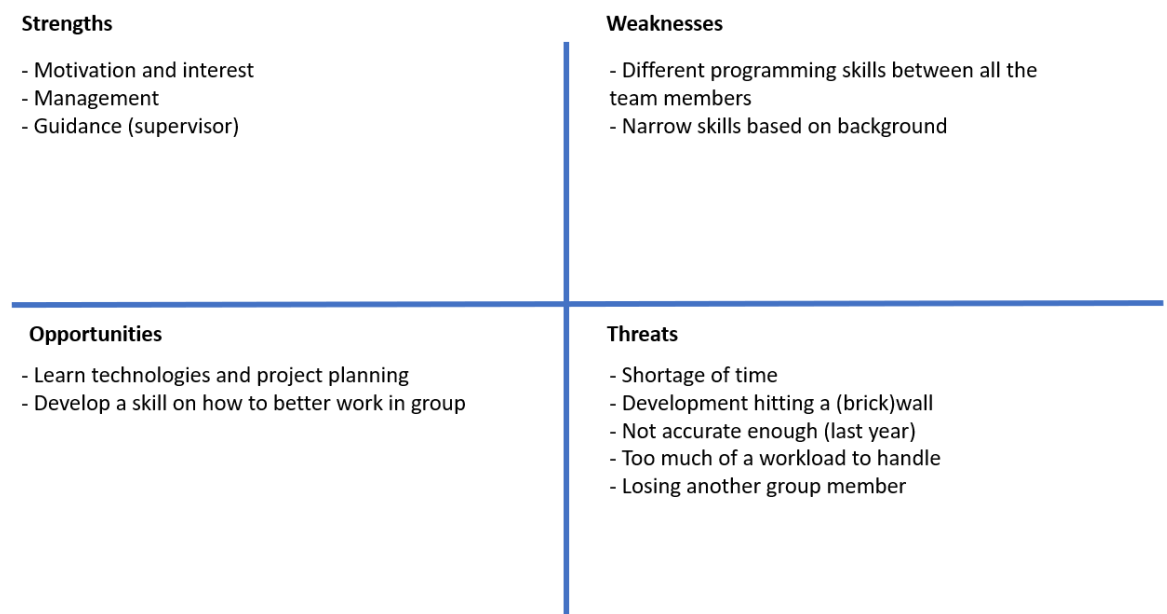 Strengths
- Motivation and interest
- Management
- Guidance (supervisor)
Weaknesses
- Different programming skills between all the
team members
- Narrow skills based on background
Opportunities
- Learn technologies and project planning
- Develop a skill on how to better work in group
Threats
- Shortage of time
- Development hitting a (brick)wall
- Not accurate enough (last year)
- Too much of a workload to handle
- Losing another group member